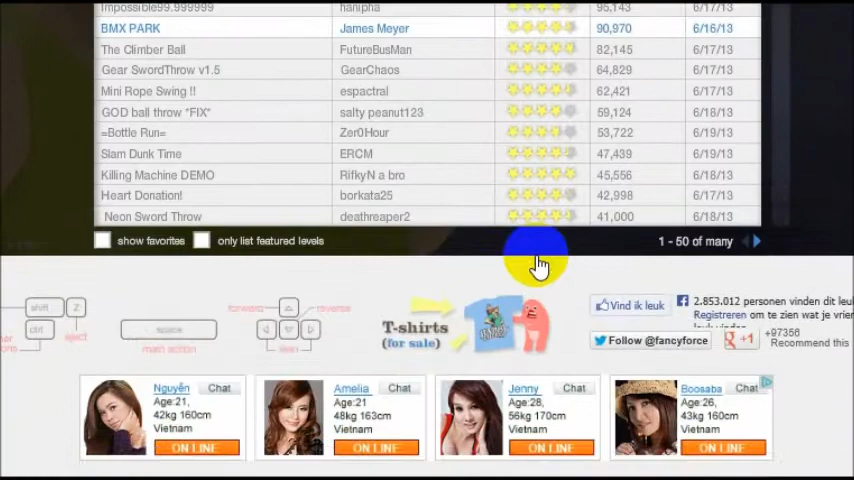 Impossible99.999999 hanipha 95,143 6/17/13
BMX PARK James Meyer 90,970 6/16/13
The Climber Ball FutureBusMan 82,145 6/17/13
Gear SwordThrow v1.5 GearChaos 64,829 6/17/13
Mini Rope Swing !! espactral 62,421 6/17/13
GOD ball throw "FIX" salty peanut123 59,124 6/18/13
=Bottle Run= Zer0Hour 53,722 6/19/13
Slam Dunk Time ERCM 47,439 6/19/13
Killing Machine DEMO RifkyN a bro 45,556 6/18/13
Heart Donation! borkata25 42,998 6/17/13
Neon Sword Throw deathreaper2 41,000 6/18/13
show favorites only list featured levels 1 - 50 of many
shift Z
ctrl eject
space
main action
forward reverse
lean
T-shirts
(for sale)
Vind ik leuk
2.853.012 personen vinden dit leu
Registreren om te zien wat je vrier
Follow @fancyforce
+1 +97356
Recommend this
Nguyễn Chat
Age:21,
42kg 160cm
Vietnam
ON LINE
Amelia Chat
Age:21
48kg 163cm
Vietnam
ON LINE
Jenny Chat
Age:28,
56kg 170cm
Vietnam
ON LINE
Boosaba Chat
Age:26,
43kg 160cm
Vietnam
ON LINE